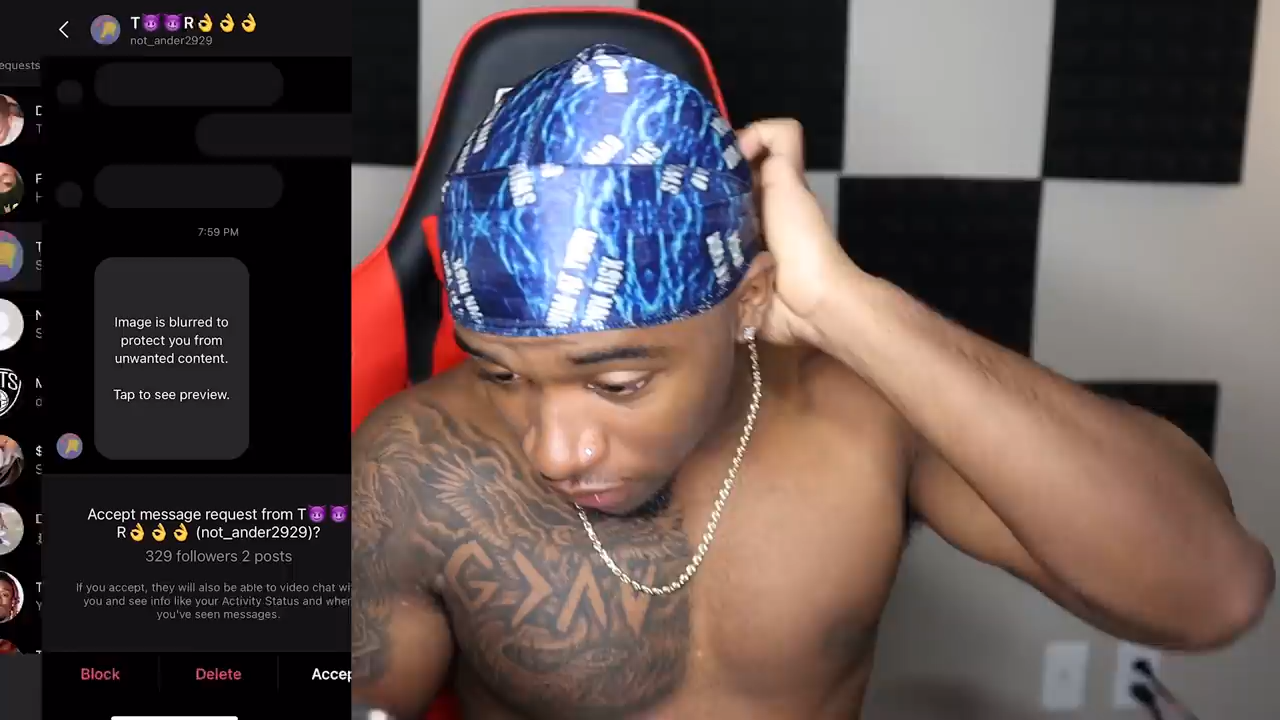 T😈😈R👌👌👌
not_ander2929
equests
7:59 PM
Image is blurred to
protect you from
unwanted content.
Tap to see preview.
Accept message request from T😈😈
R👌👌👌 (not_ander2929)?
329 followers 2 posts
If you accept, they will also be able to video chat wi
you and see info like your Activity Status and wher
you've seen messages.
Block
Delete
Accep
G>∧∨